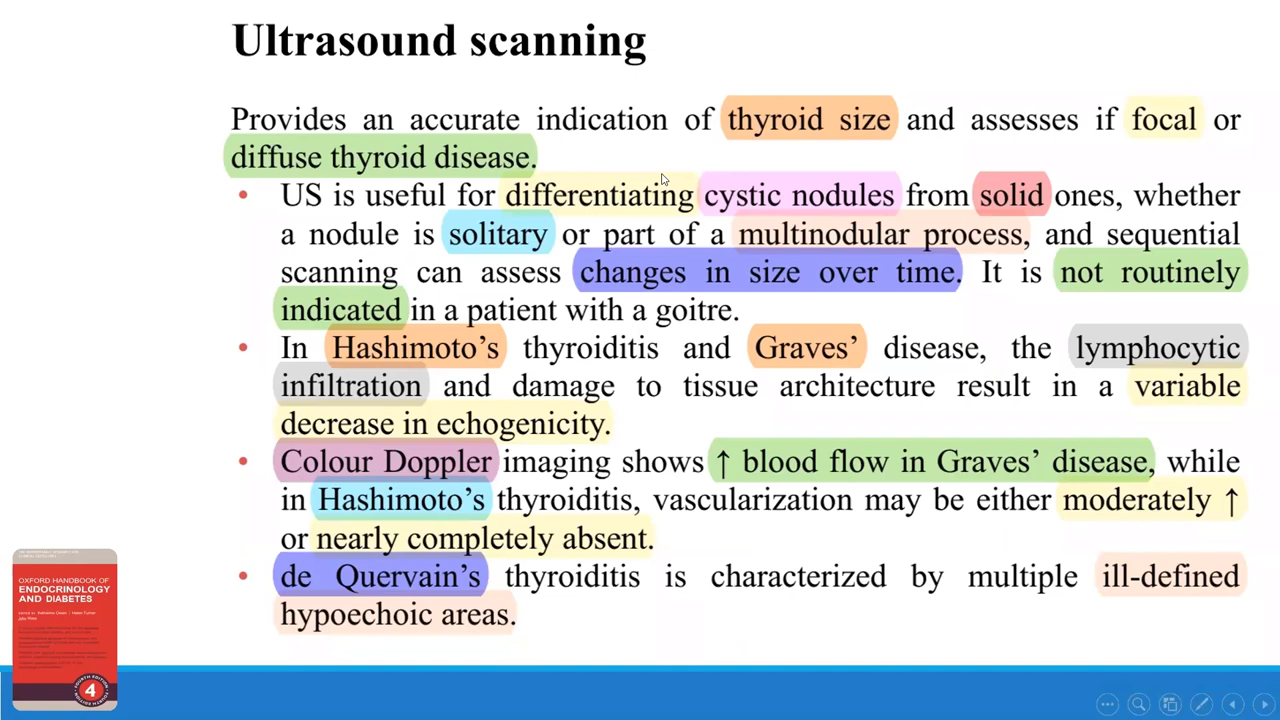 Ultrasound scanning
Provides an accurate indication of thyroid size and assesses if focal or
diffuse thyroid disease.
• US is useful for differentiating cystic nodules from solid ones, whether
a nodule is solitary or part of a multinodular process, and sequential
scanning can assess changes in size over time. It is not routinely
indicated in a patient with a goitre.
• In Hashimoto’s thyroiditis and Graves’ disease, the lymphocytic
infiltration and damage to tissue architecture result in a variable
decrease in echogenicity.
• Colour Doppler imaging shows ↑ blood flow in Graves’ disease, while
in Hashimoto’s thyroiditis, vascularization may be either moderately ↑
or nearly completely absent.
• de Quervain’s thyroiditis is characterized by multiple ill-defined
hypoechoic areas.
OXFORD HANDBOOK OF
ENDOCRINOLOGY
AND DIABETES
FOURTH EDITION
4